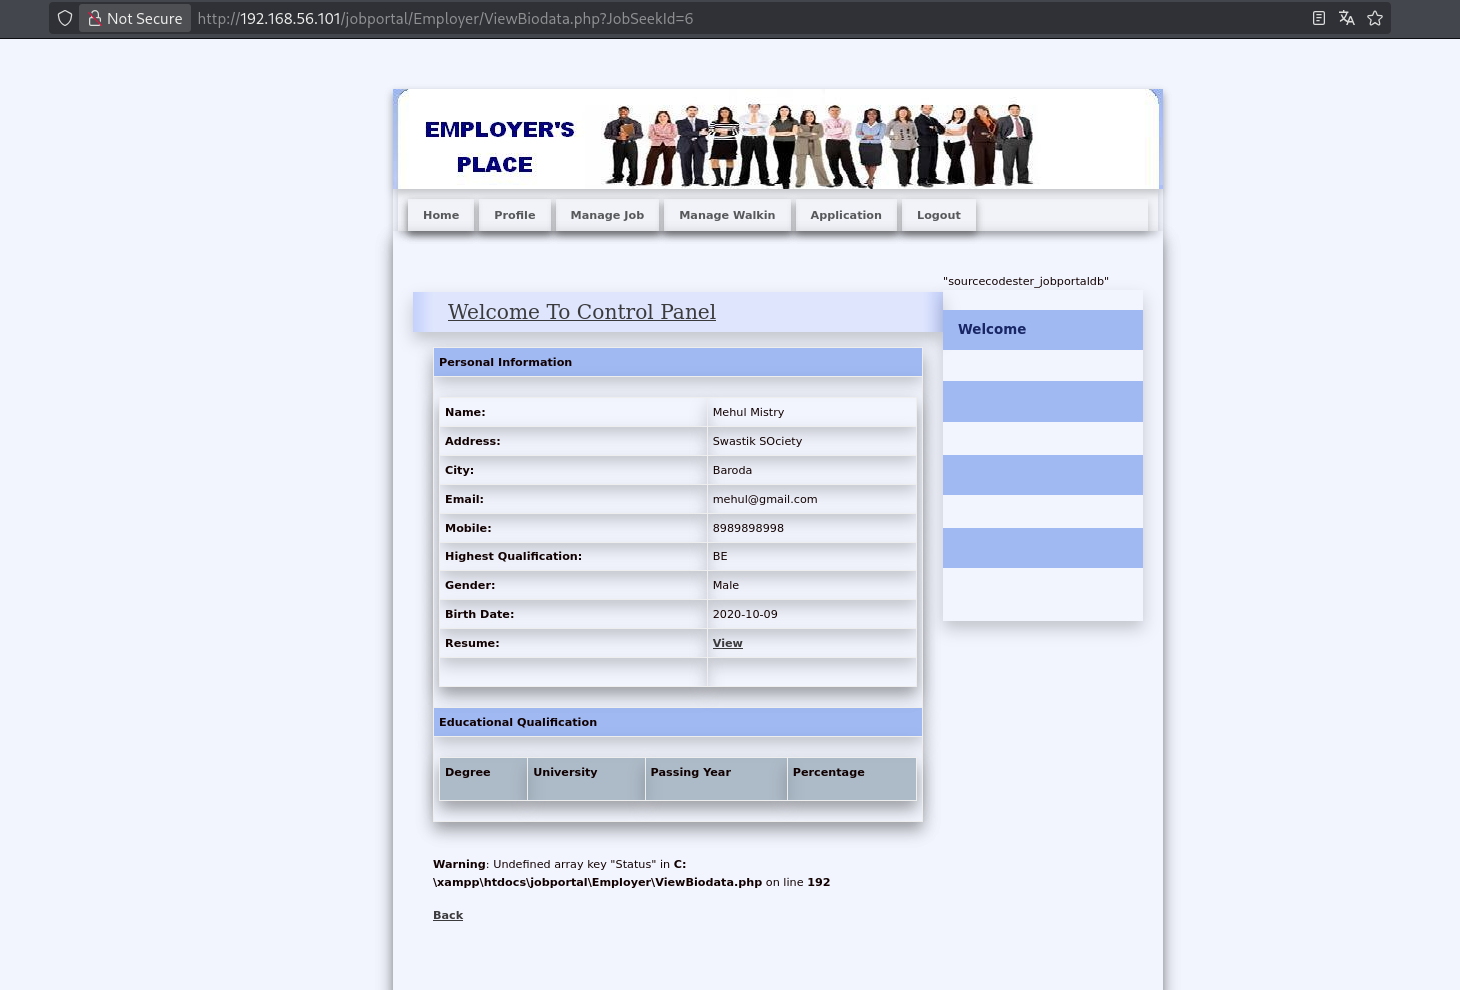 Not Secure http://192.168.56.101/jobportal/Employer/ViewBiodata.php?JobSeekId=6
EMPLOYER'S
PLACE
Home Profile Manage Job Manage Walkin Application Logout
"sourcecodester_jobportaldb"
Welcome To Control Panel
Welcome
Personal Information
Name: Mehul Mistry
Address: Swastik SOciety
City: Baroda
Email: mehul@gmail.com
Mobile: 8989898998
Highest Qualification: BE
Gender: Male
Birth Date: 2020-10-09
Resume: View
Educational Qualification
Degree University Passing Year Percentage
Warning: Undefined array key "Status" in C:
\xampp\htdocs\jobportal\Employer\ViewBiodata.php on line 192
Back